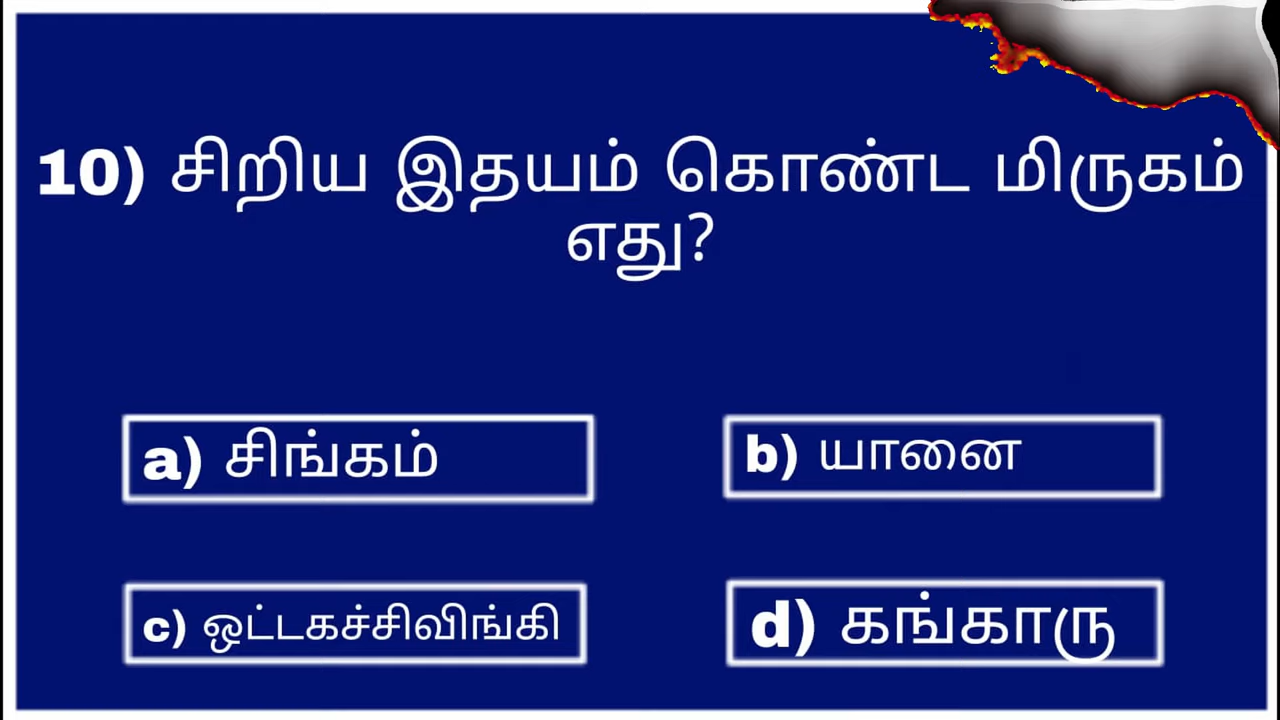 10) சிறிய இதயம் கொண்ட மிருகம்
எது?
a) சிங்கம்
b) யானை
c) ஒட்டகச்சிவிங்கி
d) கங்காரு